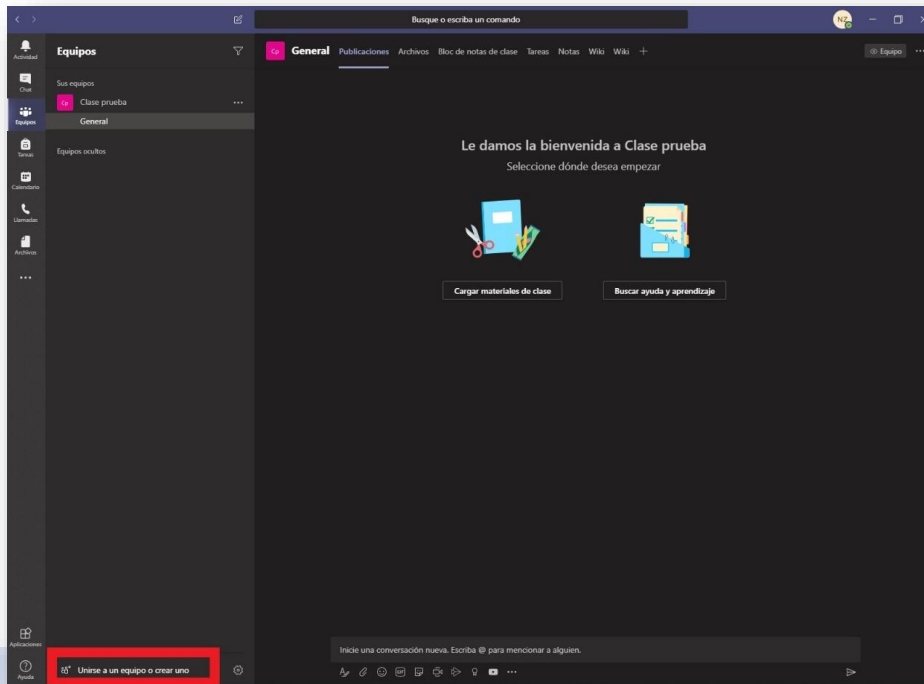 Busque o escriba un comando
NZ
Actividad
Chat
Equipos
Tareas
Calendario
Llamadas
Archivos
Aplicaciones
Ayuda
Equipos
Sus equipos
Cp Clase prueba
General
Equipos ocultos
Unirse a un equipo o crear uno
Cp General Publicaciones Archivos Bloc de notas de clase Tareas Notas Wiki Wiki
Equipo
Le damos la bienvenida a Clase prueba
Seleccione dónde desea empezar
Cargar materiales de clase
Buscar ayuda y aprendizaje
Inicie una conversación nueva. Escriba @ para mencionar a alguien.
GIF